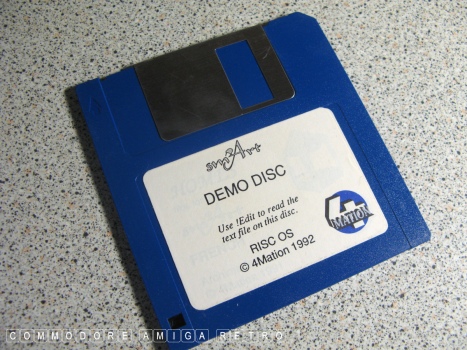 smArt
DEMO DISC
Use !Edit to read the
text file on this disc.
RISC OS
© 4Mation 1992
4
MATION
COMMODORE AMIGA RETRO